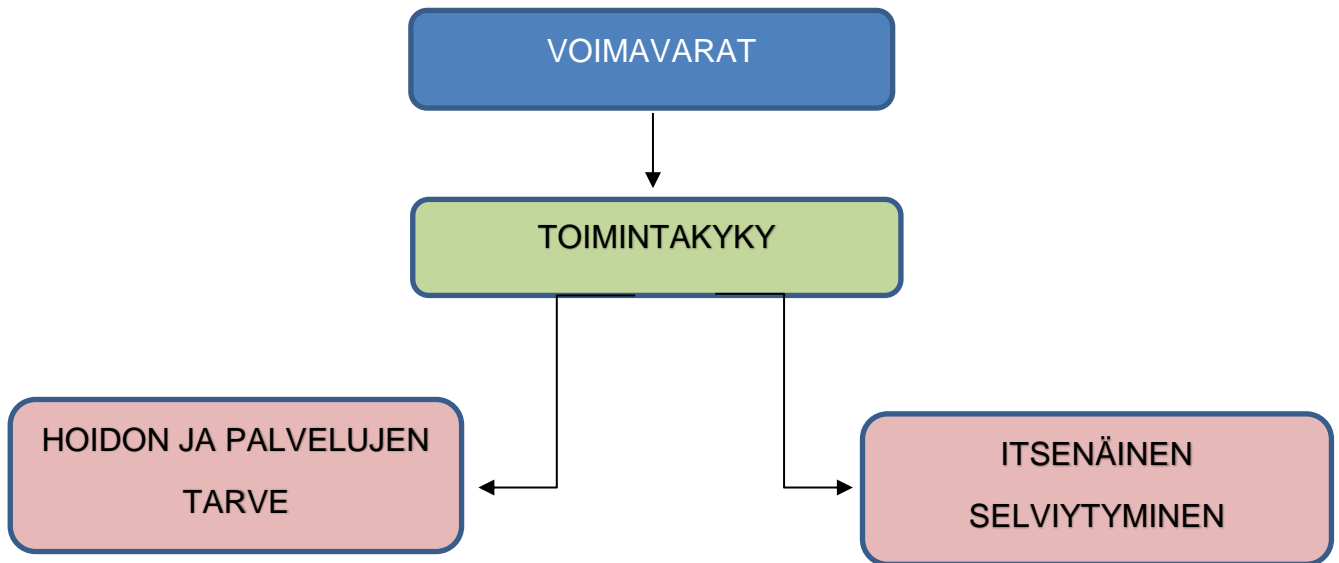 VOIMAVARAT
TOIMINTAKYKY
HOIDON JA PALVELUJEN
TARVE
ITSENÄINEN
SELVIYTYMINEN